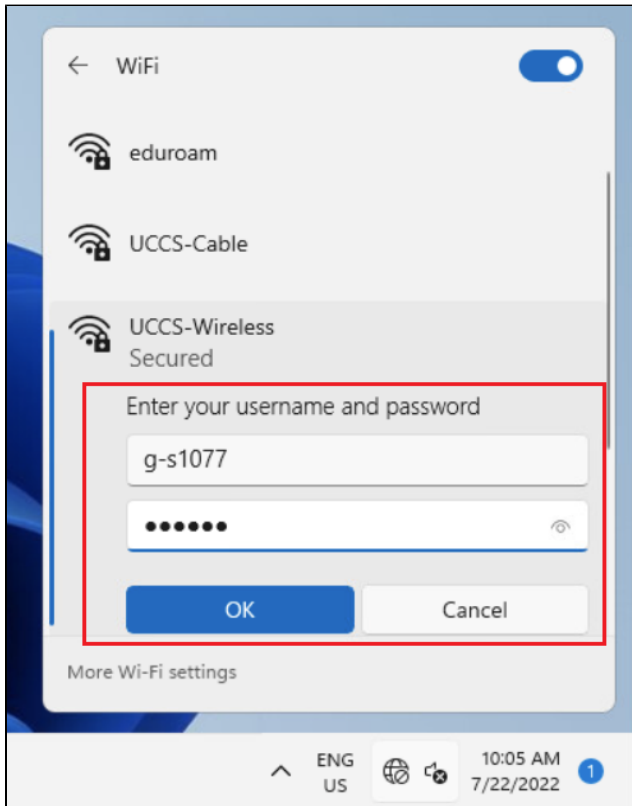 WiFi
eduroam
UCCS-Cable
UCCS-Wireless
Secured
Enter your username and password
g-s1077
●●●●●●
OK
Cancel
More Wi-Fi settings
ENG
US
10:05 AM
7/22/2022
1